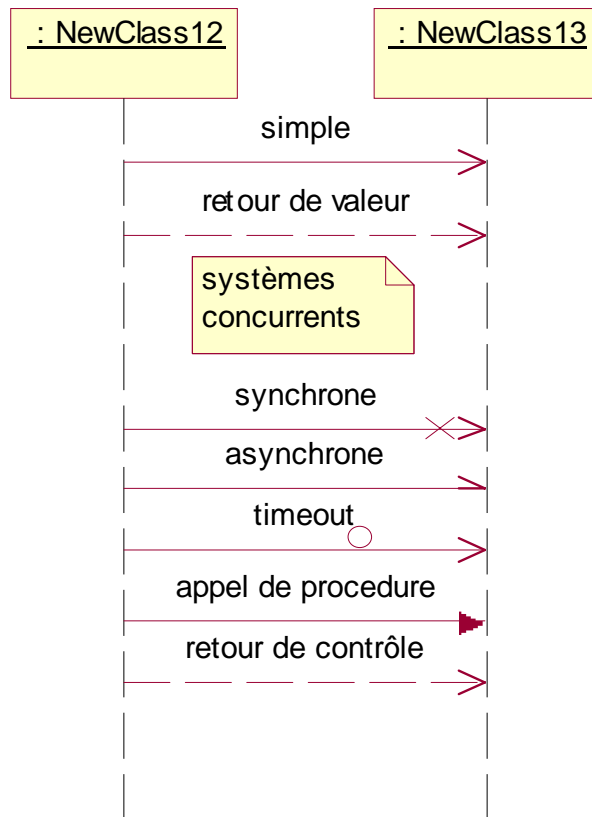 : NewClass12
: NewClass13
simple
retour de valeur
systèmes
concurrents
synchrone
asynchrone
timeout
appel de procedure
retour de contrôle